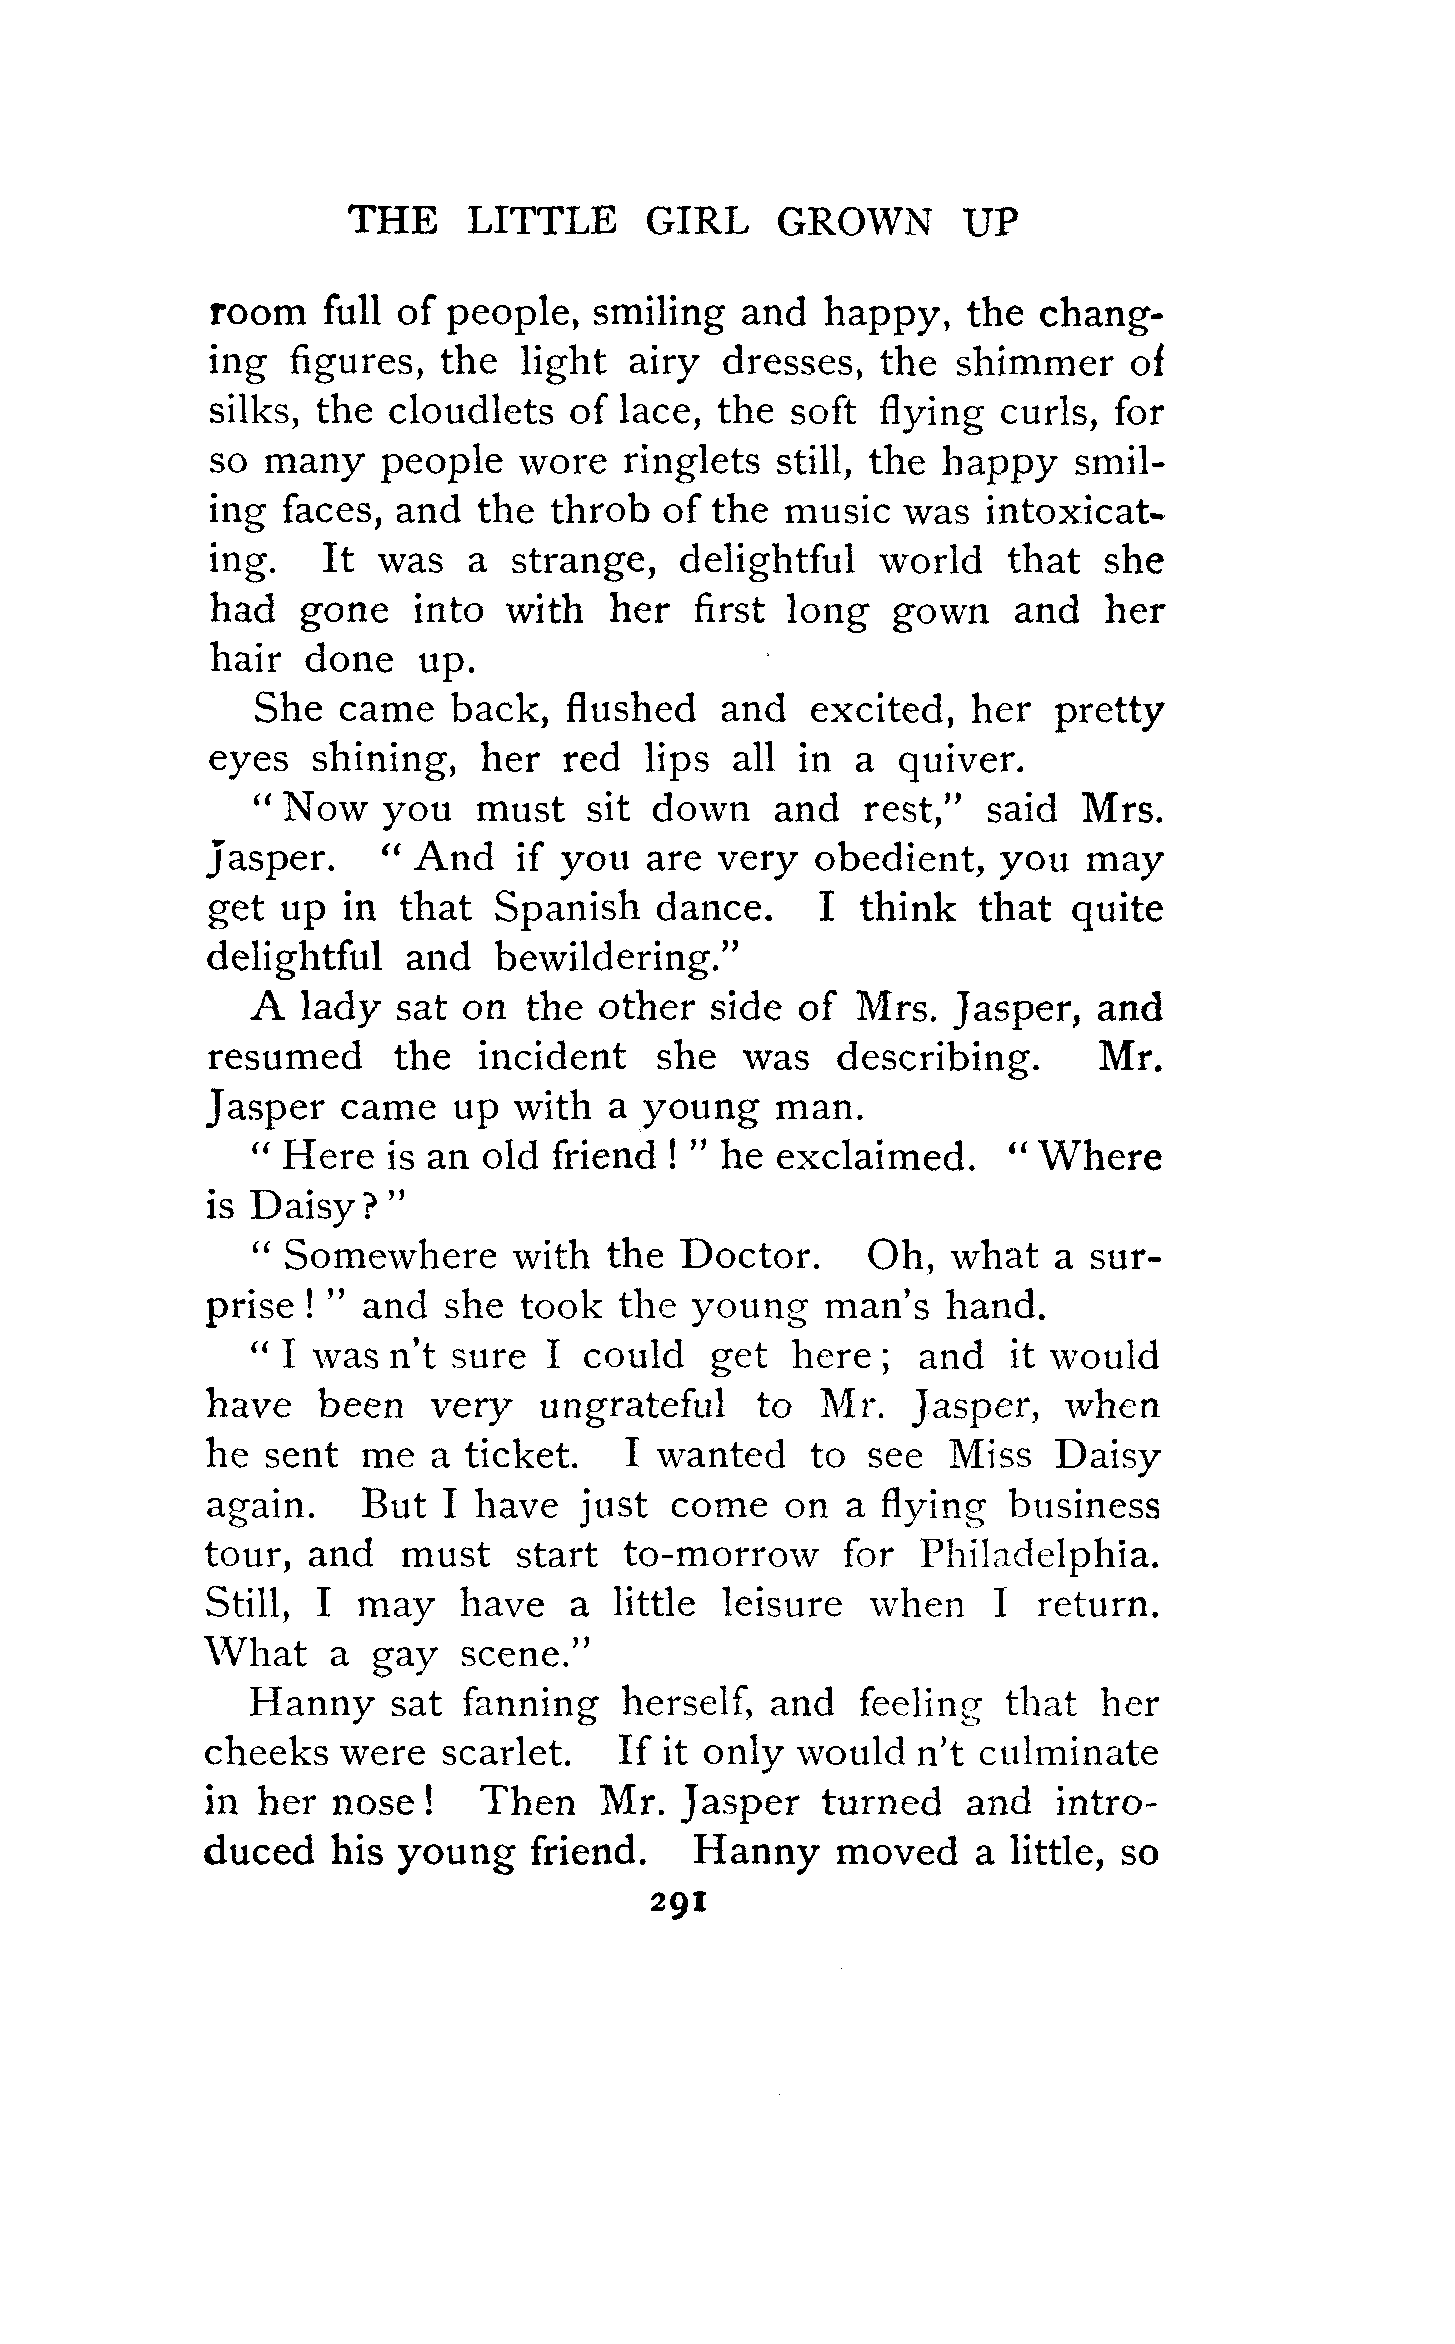 THE LITTLE GIRL GROWN UP
room full of people, smiling and happy, the chang-
ing figures, the light airy dresses, the shimmer of
silks, the cloudlets of lace, the soft flying curls, for
so many people wore ringlets still, the happy smil-
ing faces, and the throb of the music was intoxicat-
ing. It was a strange, delightful world that she
had gone into with her first long gown and her
hair done up.
She came back, flushed and excited, her pretty
eyes shining, her red lips all in a quiver.
" Now you must sit down and rest," said Mrs.
Jasper. " And if you are very obedient, you may
get up in that Spanish dance. I think that quite
delightful and bewildering."
A lady sat on the other side of Mrs. Jasper, and
resumed the incident she was describing. Mr.
Jasper came up with a young man.
" Here is an old friend ! " he exclaimed. " Where
is Daisy ? "
" Somewhere with the Doctor. Oh, what a sur-
prise ! " and she took the young man's hand.
" I was n't sure I could get here ; and it would
have been very ungrateful to Mr. Jasper, when
he sent me a ticket. I wanted to see Miss Daisy
again. But I have just come on a flying business
tour, and must start to-morrow for Philadelphia.
Still, I may have a little leisure when I return.
What a gay scene."
Hanny sat fanning herself, and feeling that her
cheeks were scarlet. If it only would n't culminate
in her nose ! Then Mr. Jasper turned and intro-
duced his young friend. Hanny moved a little, so
291